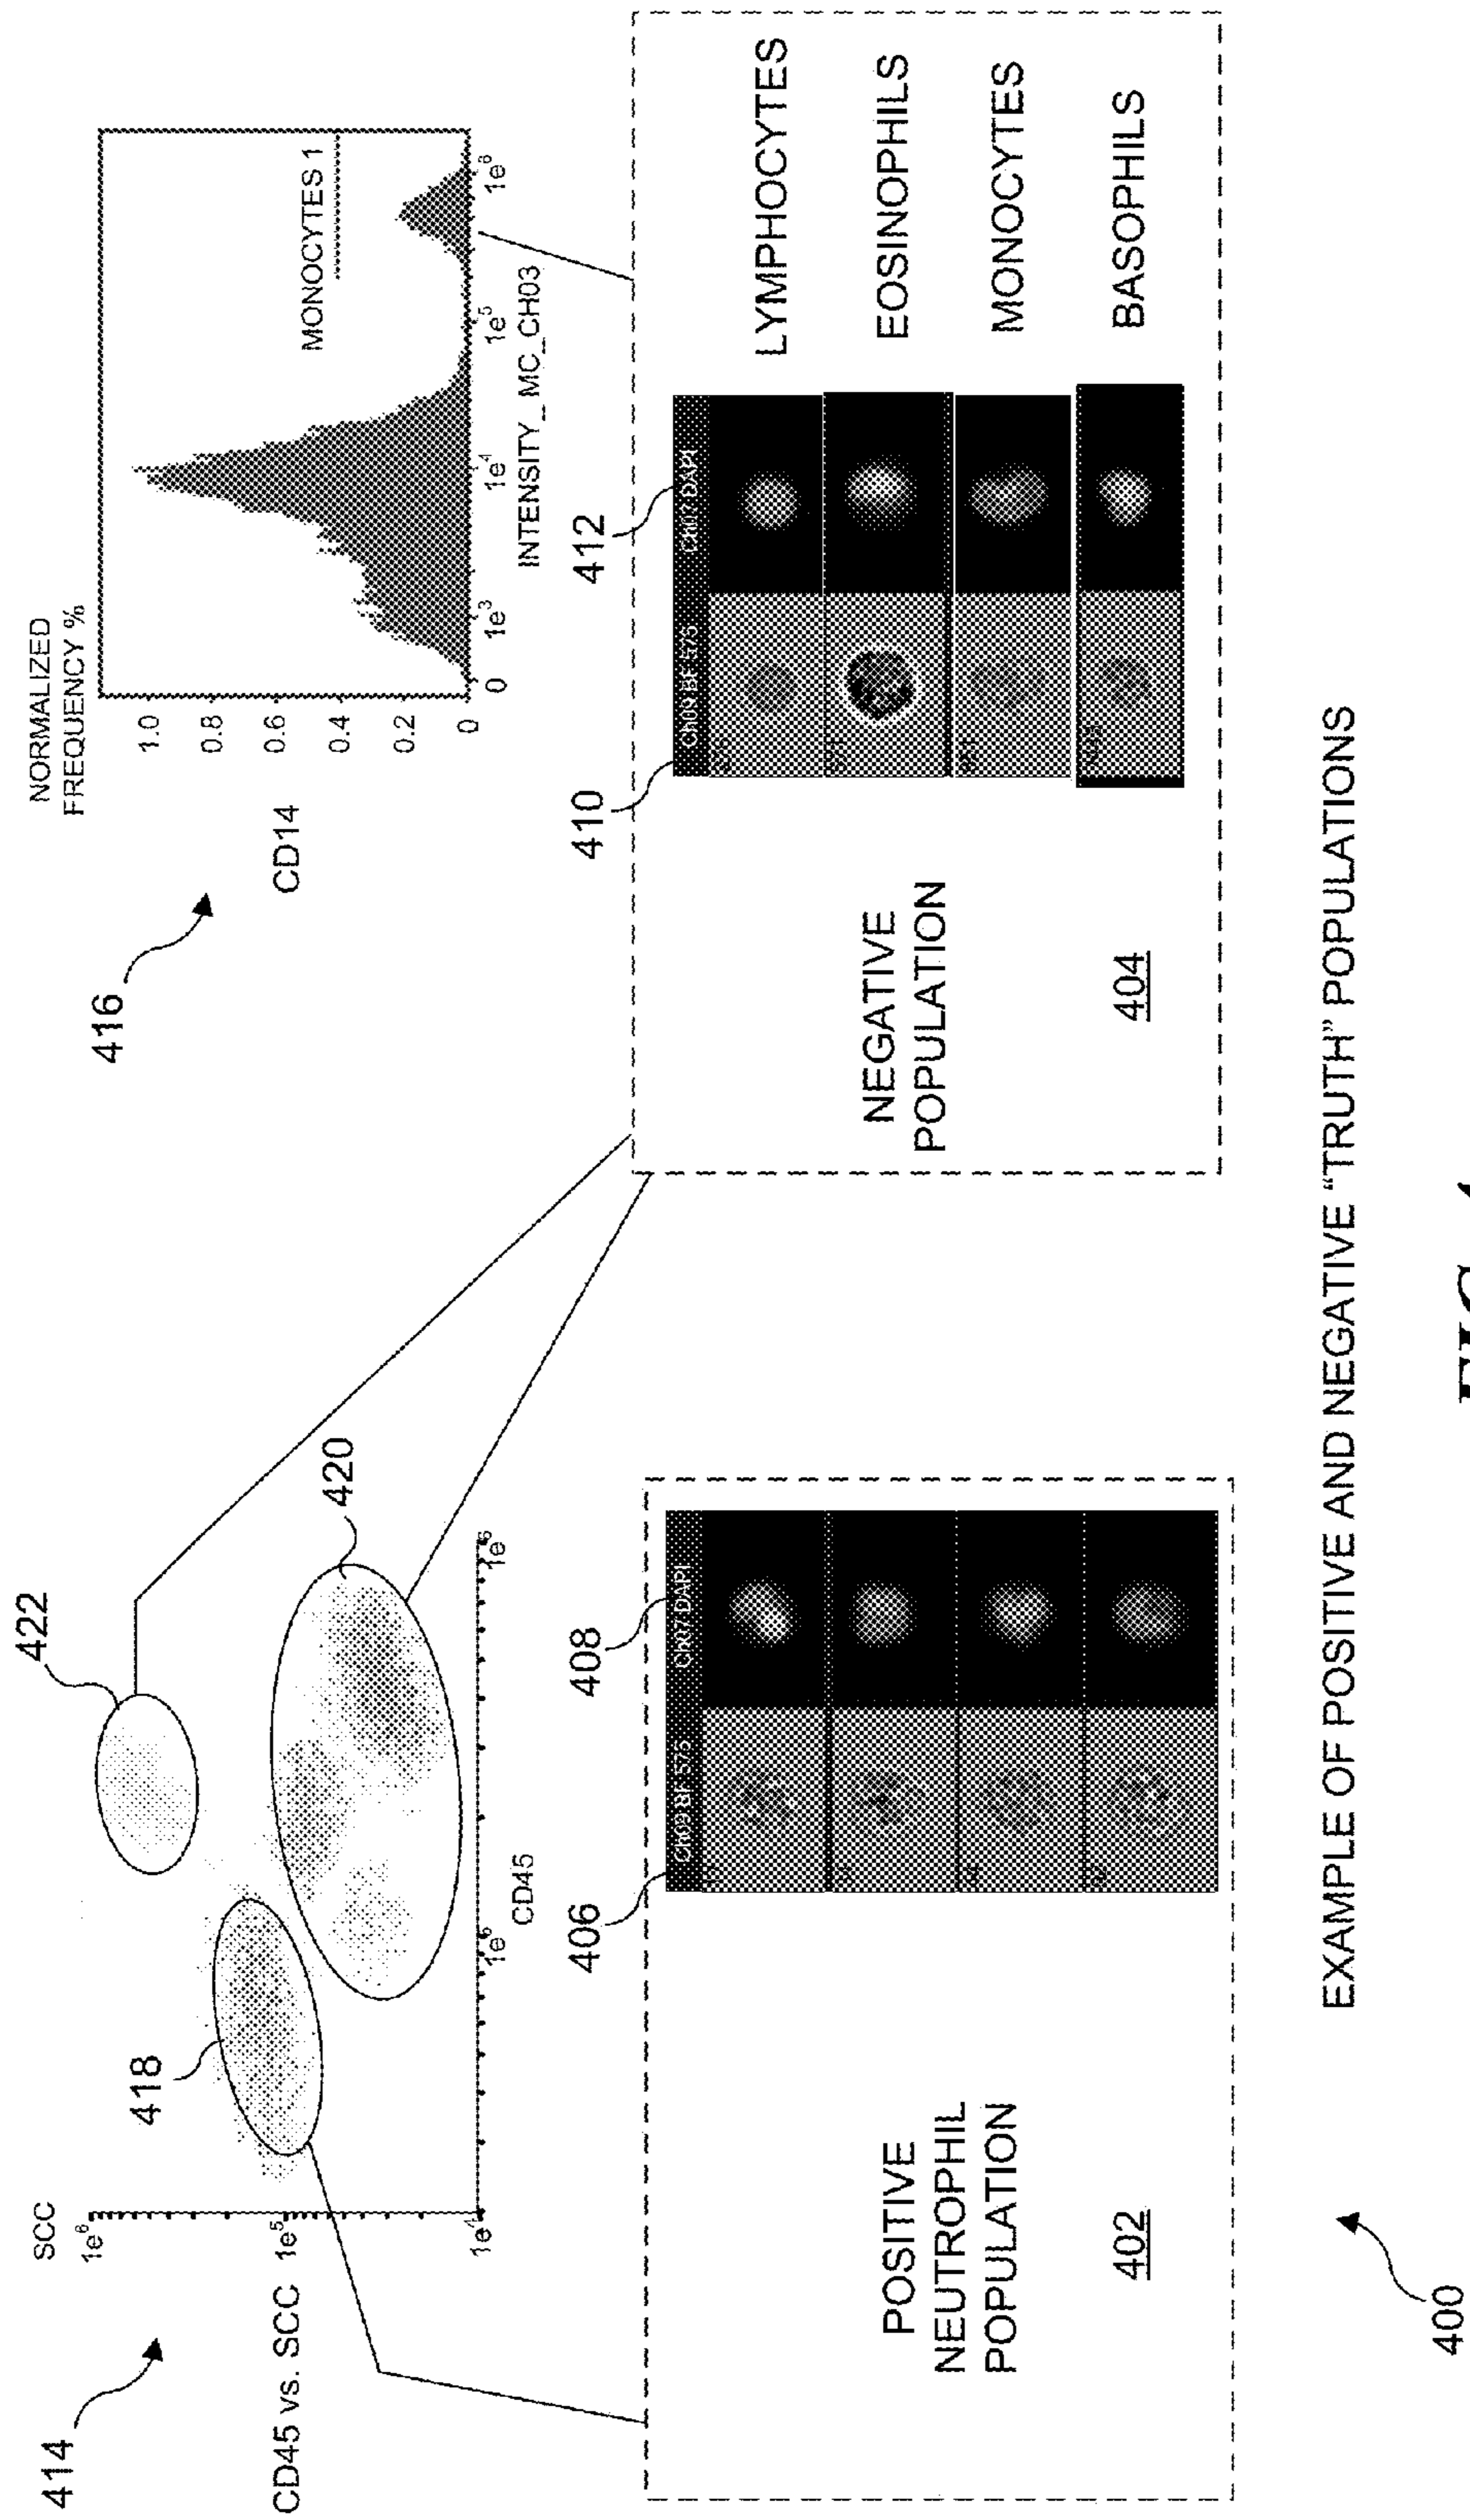 414
CD45 vs. SCC
SCC
1e6
1e5
1e4
418
422
420
1e6
1e6
CD45
416
NORMALIZED
FREQUENCY %
CD14
1.0
0.8
0.6
0.4
0.2
0
MONOCYTES 1
0
1e3
1e4
1e5
1e6
INTENSITY_MC_CH03
406
408
Ch09 BF 575
Ch07 DAPI
POSITIVE
NEUTROPHIL
POPULATION
402
410
412
Ch09 BF 575
Ch07 DAPI
NEGATIVE
POPULATION
404
LYMPHOCYTES
EOSINOPHILS
MONOCYTES
BASOPHILS
EXAMPLE OF POSITIVE AND NEGATIVE “TRUTH” POPULATIONS
400